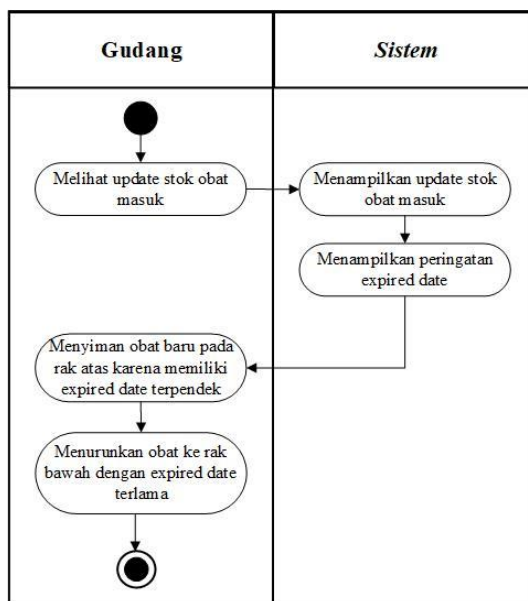 Gudang
Sistem
Melihat update stok obat
masuk
Menampilkan update stok
obat masuk
Menampilkan peringatan
expired date
Menyiman obat baru pada
rak atas karena memiliki
expired date terpendek
Menurunkan obat ke rak
bawah dengan expired date
terlama